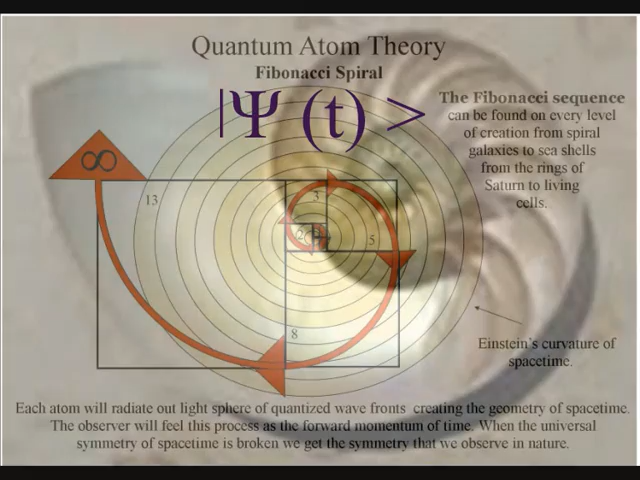 Quantum Atom Theory
Fibonacci Spiral
|Ψ (t) >
The Fibonacci sequence
can be found on every level
of creation from spiral
galaxies to sea shells
from the rings of
Saturn to living
cells.
∞
13
3
2
5
8
Einstein's curvature of
spacetime.
Each atom will radiate out light sphere of quantized wave fronts creating the geometry of spacetime.
The observer will feel this process as the forward momentum of time. When the universal
symmetry of spacetime is broken we get the symmetry that we observe in nature.